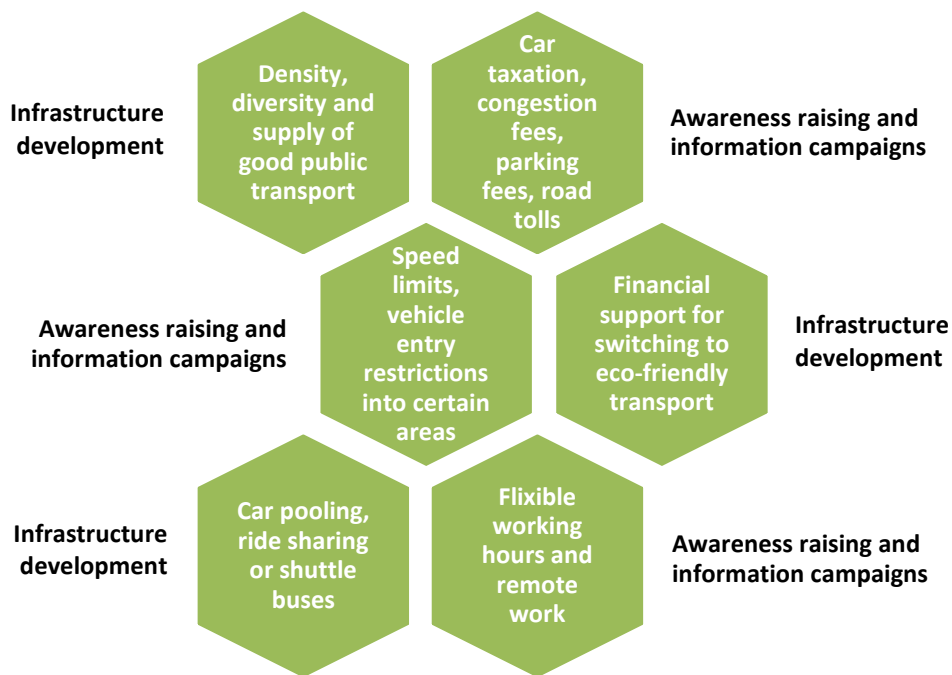 Infrastructure
development
Density,
diversity and
supply of
good public
transport
Car
taxation,
congestion
fees,
parking
fees, road
tolls
Awareness raising and
information campaigns
Awareness raising and
information campaigns
Speed
limits,
vehicle
entry
restrictions
into certain
areas
Financial
support for
switching to
eco-friendly
transport
Infrastructure
development
Infrastructure
development
Car pooling,
ride sharing
or shuttle
buses
Flixible
working
hours and
remote
work
Awareness raising and
information campaigns